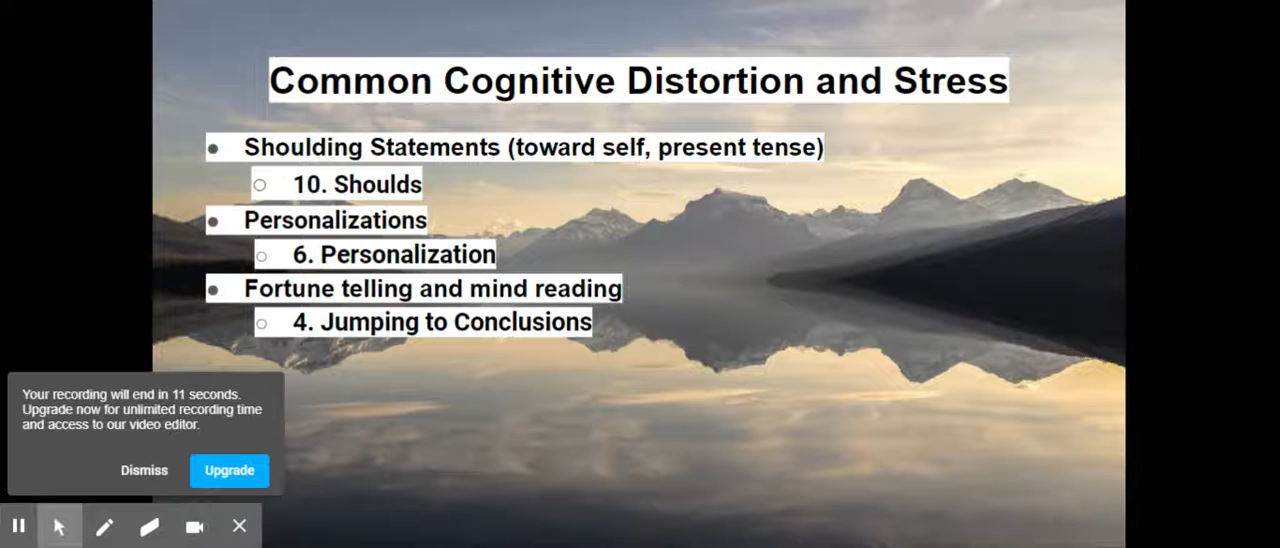 Common Cognitive Distortion and Stress
Shoulding Statements (toward self, present tense)
10. Shoulds
Personalizations
6. Personalization
Fortune telling and mind reading
4. Jumping to Conclusions
Your recording will end in 11 seconds.
Upgrade now for unlimited recording time
and access to our video editor.
Dismiss
Upgrade